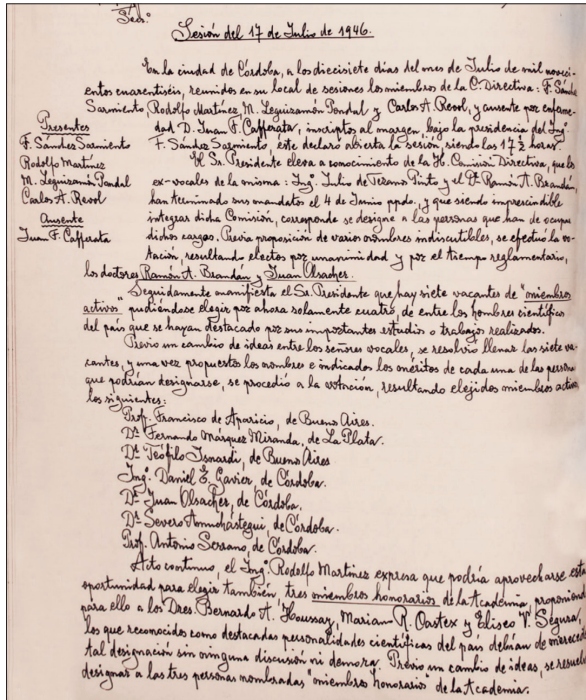 Secr.º
Sesión del 17 de Julio de 1946.
En la ciudad de Córdoba, a los diecisiete días del mes de Julio de mil noveci-
entos cuarentiséis, reunidos en su local de sesiones los miembros de la C. Directiva: F. Sández
Sarmiento, Rodolfo Martínez, M. Leguizamón Pondal y Carlos A. Revol, y ausente por enferme-
dad D. Juan F. Cafferata, inscriptos al margen, bajo la presidencia del Ing.º
F. Sández Sarmiento, este declaro abierta la sesión, siendo las 17 ½ horas.
Presentes
F. Sández Sarmiento
Rodolfo Martínez
M. Leguizamón Pondal
Carlos A. Revol
Ausente
Juan F. Cafferata
El Sr. Presidente eleva a conocimiento de la H. Comisión Directiva, que los
ex-vocales de la misma: Ing.º Julio de Tezanos Pinto y el Dr. Ramón A. Brandán
han terminado sus mandatos el 4 de Junio ppdo. y que siendo imprescindible
integrar dicha Comisión, corresponde se designe a las personas que han de ocupar
dichos cargos. Previa proposición de varios nombres indiscutibles, se efectuó la vo-
tación, resultando electos por unanimidad y por el tiempo reglamentario,
los doctores Ramón A. Brandán y Juan Olsacher.
Seguidamente manifiesta el Sr. Presidente que hay siete vacantes de "miembros
activos" pudiéndose elegir por ahora solamente cuatro, de entre los hombres científicos
del país que se hayan destacado por sus importantes estudios o trabajos realizados.
Previo un cambio de ideas entre los señores vocales, se resolvió llenar las siete va-
cantes, y una vez propuestos los nombres e indicados los méritos de cada una de las personas
que podrían designarse, se procedió a la votación, resultando elejidos miembros activos
los siguientes:
Prof. Francisco de Aparicio, de Buenos Aires.
Dr. Fernando Márquez Miranda, de La Plata.
Dr. Teófilo Isnardi, de Buenos Aires
Ing.º Daniel E. Gavier, de Córdoba.
Dr. Juan Olsacher, de Córdoba.
Dr. Severo Amuchástegui, de Córdoba.
Prof. Antonio Serrano, de Córdoba.
Acto continuo, el Ing.º Rodolfo Martínez expresa que podría aprovecharse esta
oportunidad para elegir también, tres miembros honorarios de la Academia, proponiendo
para ello a los Dres. Bernardo A. Houssay, Mariano R. Castex y Eliseo V. Segura,
los que reconocidos como destacadas personalidades científicas del país debían de merecer
tal designación sin ninguna discusión ni demora. Previo un cambio de ideas, se resuelve
designar a las tres personas nombradas "miembros honorarios" de la Academia.